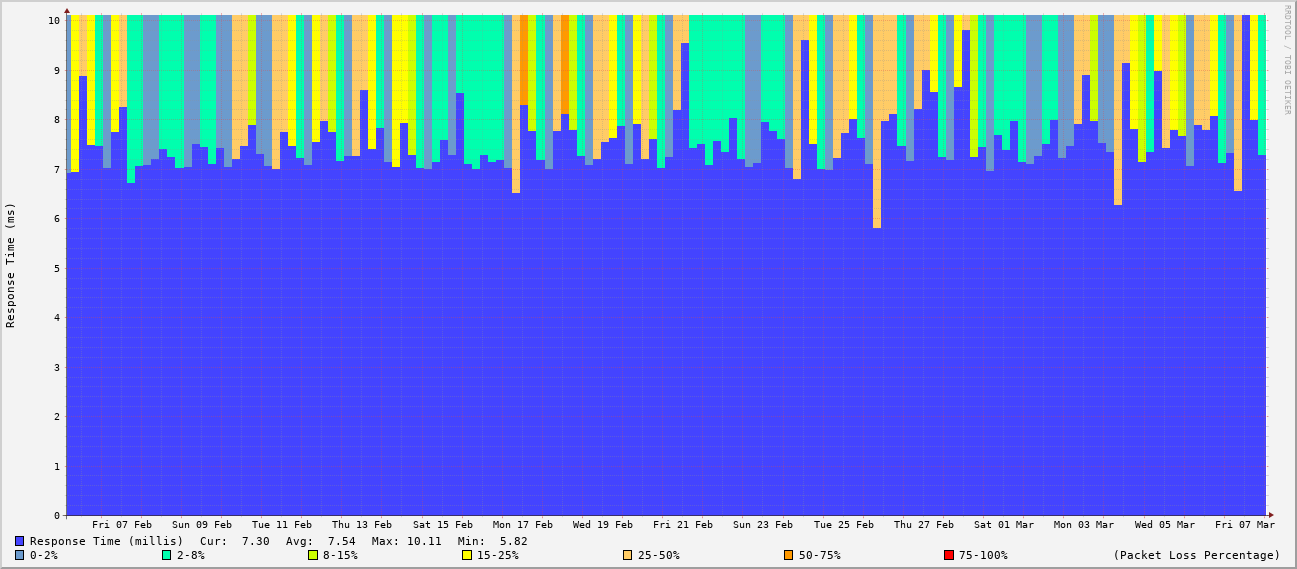 RRDTOOL / TOBI OETIKER
Response Time (ms)
10
9
8
7
6
5
4
3
2
1
0
Fri 07 Feb Sun 09 Feb Tue 11 Feb Thu 13 Feb Sat 15 Feb Mon 17 Feb Wed 19 Feb Fri 21 Feb Sun 23 Feb Tue 25 Feb Thu 27 Feb Sat 01 Mar Mon 03 Mar Wed 05 Mar Fri 07 Mar
Response Time (millis) Cur: 7.30 Avg: 7.54 Max: 10.11 Min: 5.82
0-2% 2-8% 8-15% 15-25% 25-50% 50-75% 75-100% (Packet Loss Percentage)